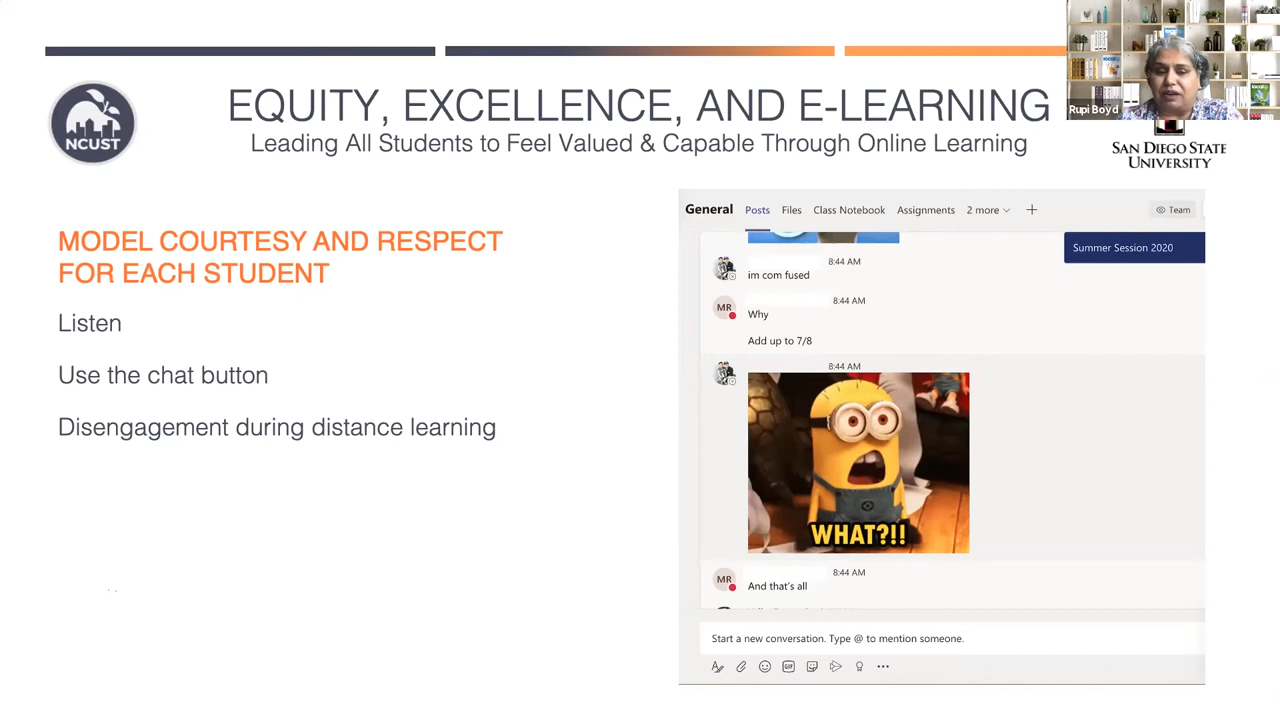 Rupi Boyd
NCUST
EQUITY, EXCELLENCE, AND E-LEARNING
Leading All Students to Feel Valued & Capable Through Online Learning
SAN DIEGO STATE
UNIVERSITY
MODEL COURTESY AND RESPECT
FOR EACH STUDENT
Listen
Use the chat button
Disengagement during distance learning
General Posts Files Class Notebook Assignments 2 more + Team
Summer Session 2020
8:44 AM
im com fused
MR 8:44 AM
Why
Add up to 7/8
8:44 AM
WHAT?!!
MR 8:44 AM
And that's all
Start a new conversation. Type @ to mention someone.
GIF